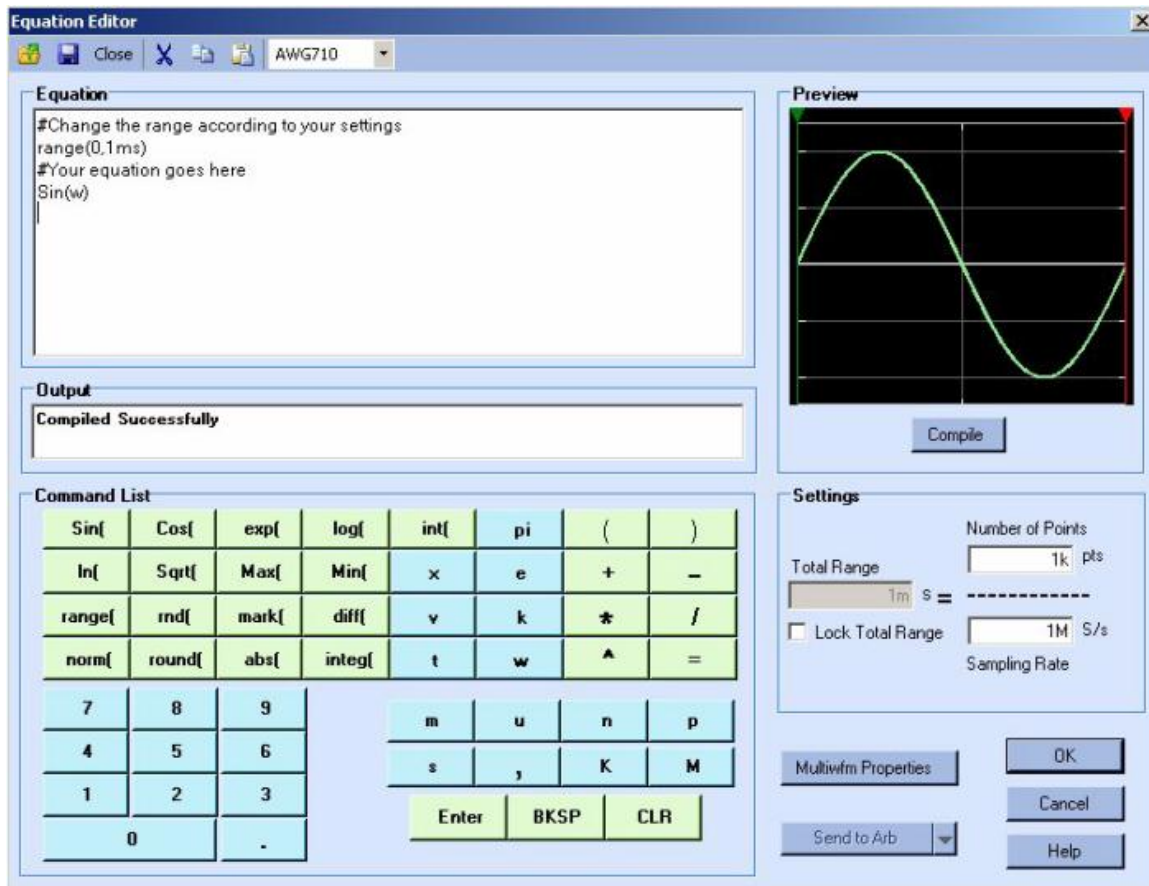 Equation Editor
Close
AWG710
Equation
#Change the range according to your settings
range(0,1ms)
#Your equation goes here
Sin(w)
Preview
Compile
Output
Compiled Successfully
Command List
Sin( Cos( exp( log( int( pi ( )
ln( Sqrt( Max( Min( x e + −
range( rnd( mark( diff( v k * /
norm( round( abs( integ( t w ^ =
7 8 9
4 5 6
1 2 3
0 .
m u n p
s , K M
Enter BKSP CLR
Settings
Number of Points
1k pts
Total Range
1m s = ------------
Lock Total Range
1M S/s
Sampling Rate
Multiwfm Properties
Send to Arb
OK
Cancel
Help